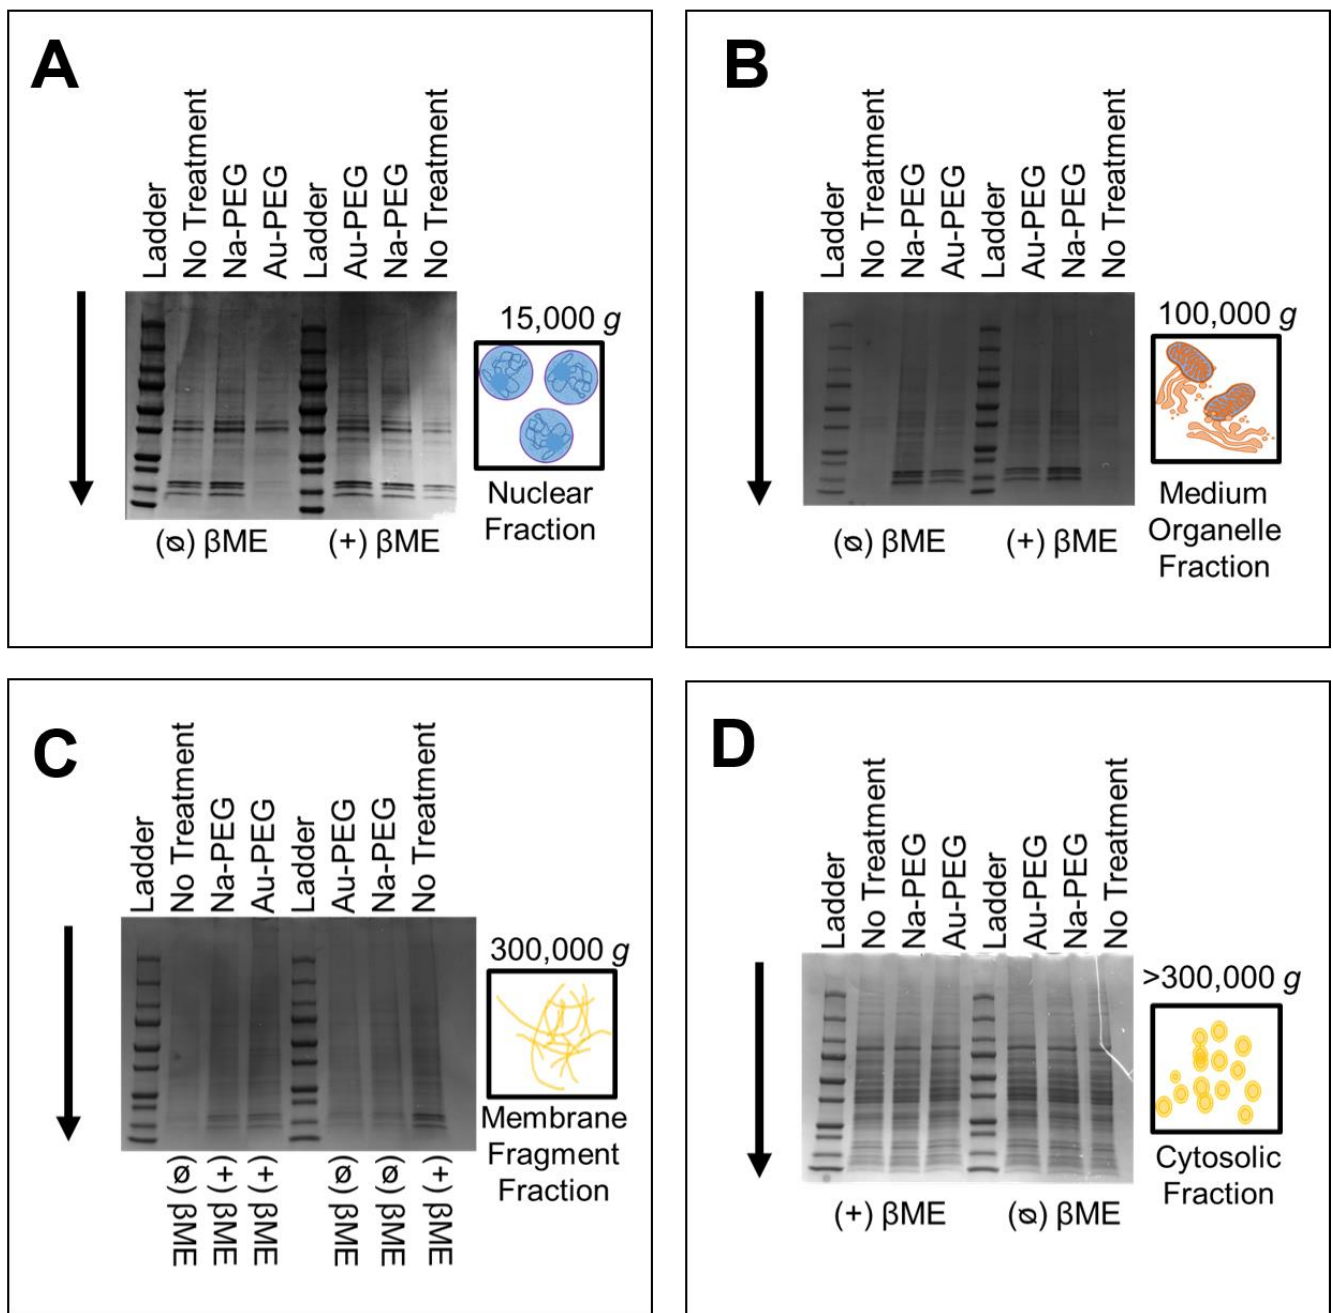 A
Ladder
No Treatment
Na-PEG
Au-PEG
Ladder
Au-PEG
Na-PEG
No Treatment
15,000 g
Nuclear
Fraction
(ø) βME
(+) βME
B
Ladder
No Treatment
Na-PEG
Au-PEG
Ladder
Au-PEG
Na-PEG
No Treatment
100,000 g
Medium
Organelle
Fraction
(ø) βME
(+) βME
C
Ladder
No Treatment
Na-PEG
Au-PEG
Ladder
Au-PEG
Na-PEG
No Treatment
300,000 g
Membrane
Fragment
Fraction
(ø) βME
(+) βME
(+) βME
(ø) βME
(ø) βME
(+) βME
D
Ladder
No Treatment
Na-PEG
Au-PEG
Ladder
Au-PEG
Na-PEG
No Treatment
>300,000 g
Cytosolic
Fraction
(+) βME
(ø) βME